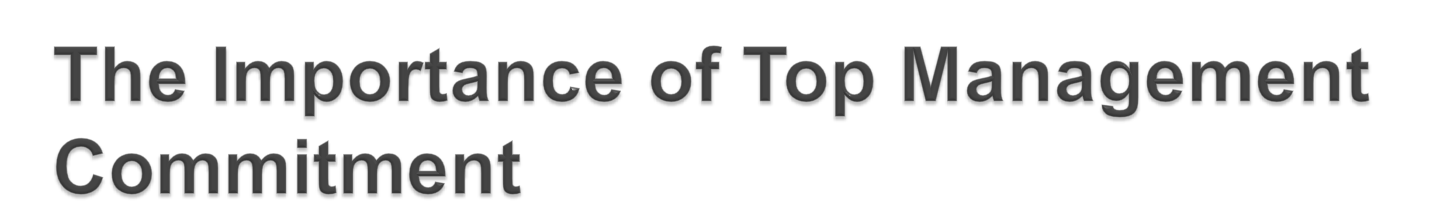 The Importance of Top Management
Commitment